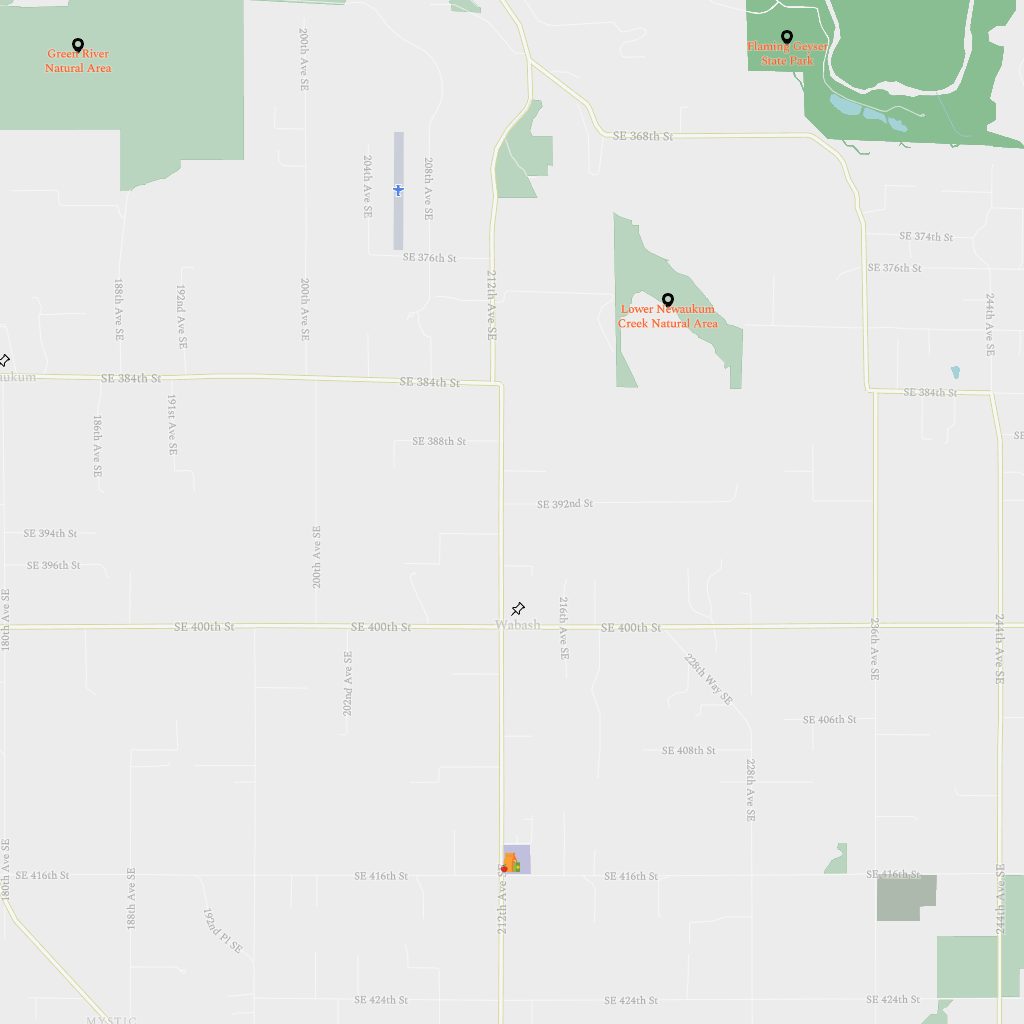 Green River
Natural Area
Flaming Geyser
State Park
200th Ave SE
SE 368th St
204th Ave SE
208th Ave SE
SE 374th St
SE 376th St
SE 376th St
188th Ave SE
192nd Ave SE
200th Ave SE
212th Ave SE
Lower Newaukum
Creek Natural Area
244th Ave SE
aukum
SE 384th St
SE 384th St
SE 384th St
186th Ave SE
191st Ave SE
SE 388th St
SE
SE 392nd St
SE 394th St
200th Ave SE
SE 396th St
180th Ave SE
216th Ave SE
Wabash
SE 400th St
SE 400th St
SE 400th St
236th Ave SE
244th Ave SE
202nd Ave SE
228th Way SE
SE 406th St
SE 408th St
228th Ave SE
180th Ave SE
SE 416th St
188th Ave SE
SE 416th St
212th Ave SE
SE 416th St
SE 416th St
244th Ave SE
192nd Pl SE
SE 424th St
SE 424th St
SE 424th St
MYSTIC